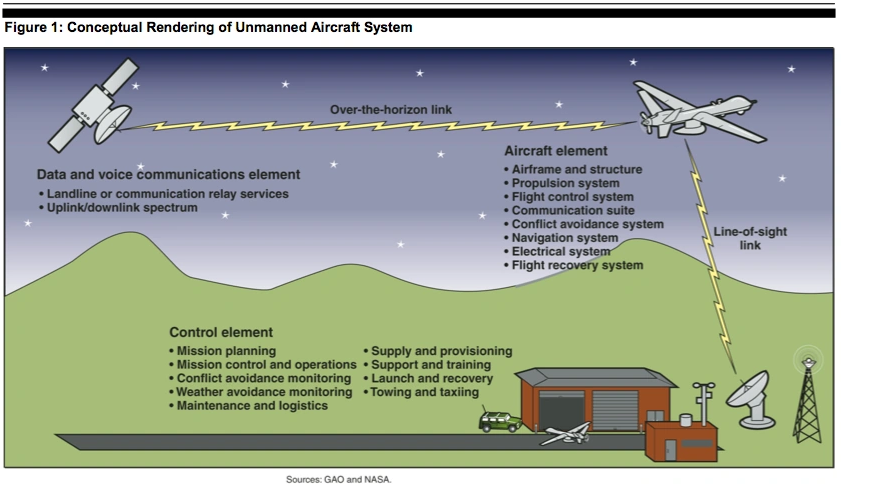 Figure 1: Conceptual Rendering of Unmanned Aircraft System
Over-the-horizon link
Data and voice communications element
• Landline or communication relay services
• Uplink/downlink spectrum
Aircraft element
• Airframe and structure
• Propulsion system
• Flight control system
• Communication suite
• Conflict avoidance system
• Navigation system
• Electrical system
• Flight recovery system
Line-of-sight
link
Control element
• Mission planning
• Mission control and operations
• Conflict avoidance monitoring
• Weather avoidance monitoring
• Maintenance and logistics
• Supply and provisioning
• Support and training
• Launch and recovery
• Towing and taxiing
Sources: GAO and NASA.